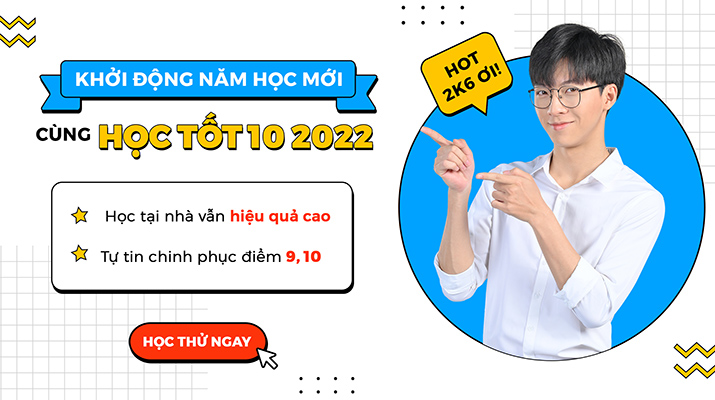 KHỞI ĐỘNG NĂM HỌC MỚI
CÙNG HỌC TỐT 10 2022
Học tại nhà vẫn hiệu quả cao
Tự tin chinh phục điểm 9, 10
HỌC THỬ NGAY
HOT
2K6 ƠI!